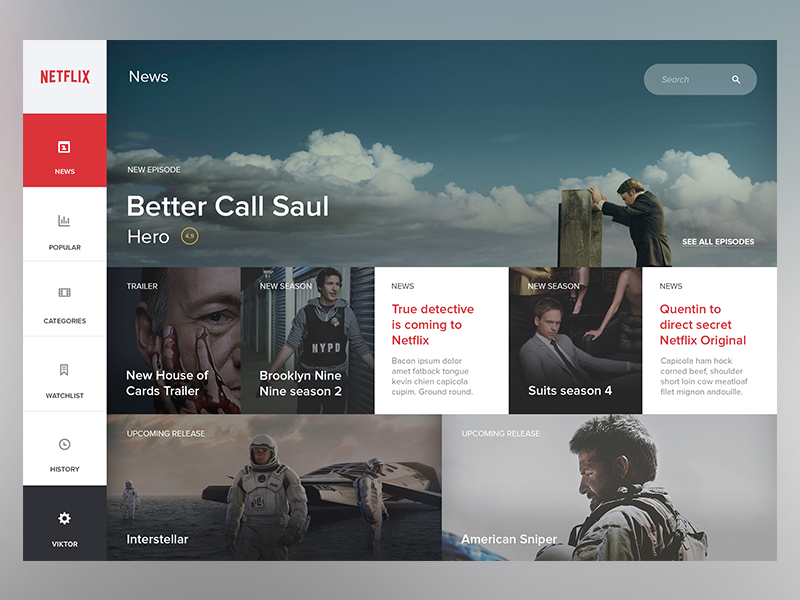 NETFLIX
NEWS
POPULAR
CATEGORIES
WATCHLIST
HISTORY
VIKTOR
News
Search
NEW EPISODE
Better Call Saul
Hero 4,9
SEE ALL EPISODES
TRAILER
New House of
Cards Trailer
NEW SEASON
NYPD
Brooklyn Nine
Nine season 2
NEWS
True detective
is coming to
Netflix
Bacon ipsum dolor
amet fatback tongue
kevin chien capicola
cupim. Ground round.
NEW SEASON
Suits season 4
NEWS
Quentin to
direct secret
Netflix Original
Capicola ham hock
corned beef, shoulder
short loin cow meatloaf
filet mignon andouille.
UPCOMING RELEASE
Interstellar
UPCOMING RELEASE
American Sniper